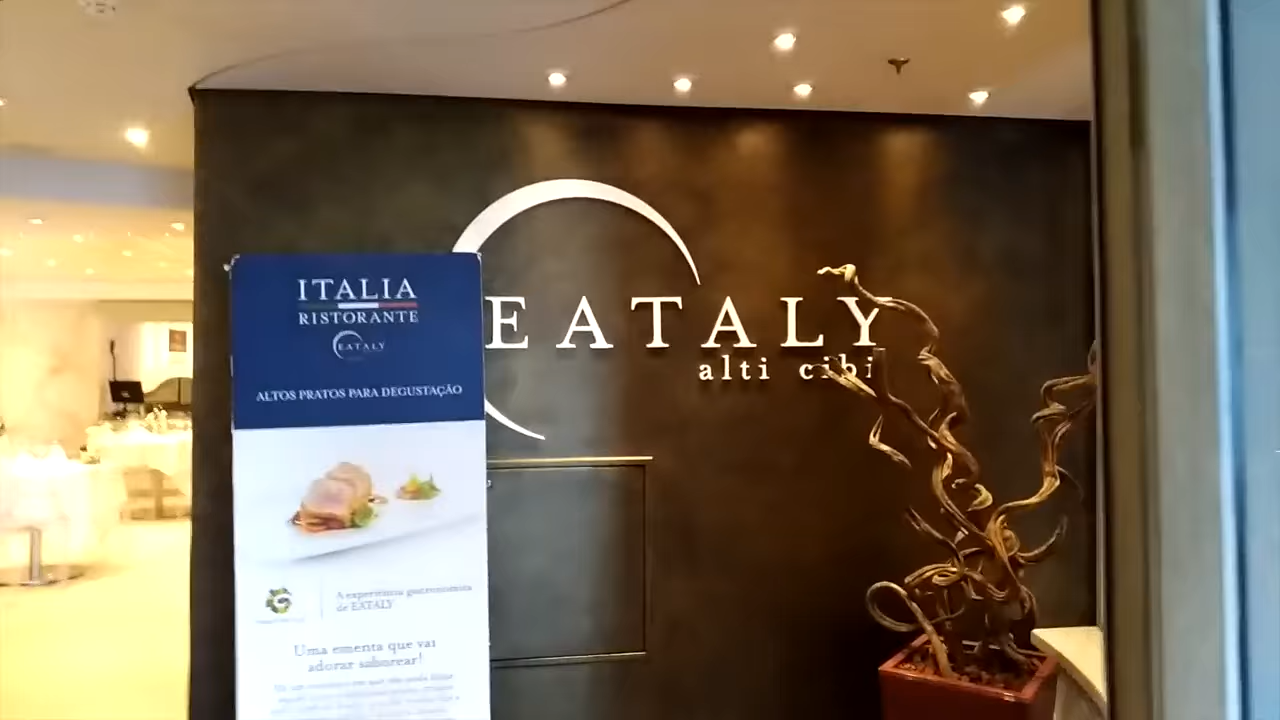 ITALIA
RISTORANTE
EATALY
ALTOS PRATOS PARA DEGUSTAÇÃO
A experiência gastronómica
de EATALY
Uma ementa que vai
adorar saborear!
EATALY
alti cibi